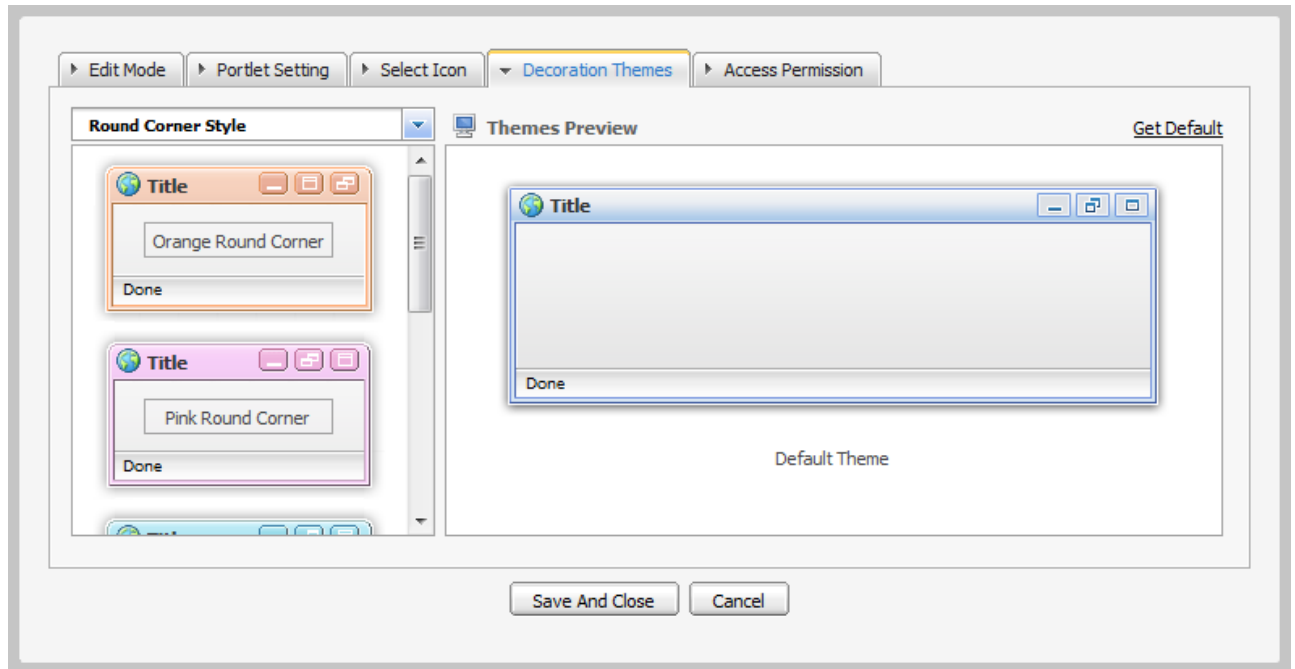 Edit Mode
Portlet Setting
Select Icon
Decoration Themes
Access Permission
Round Corner Style
Title
Orange Round Corner
Done
Title
Pink Round Corner
Done
Themes Preview
Get Default
Title
Done
Default Theme
Save And Close
Cancel